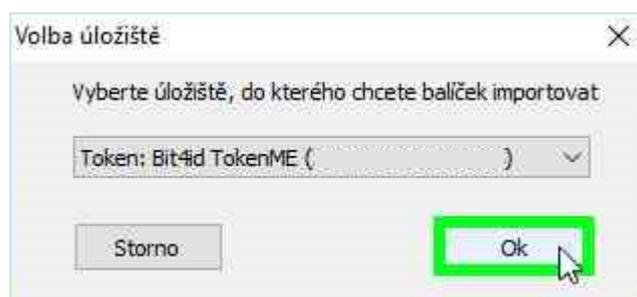 Volba úložiště
Vyberte úložiště, do kterého chcete balíček importovat
Token: Bit4id TokenME ( )
Storno Ok